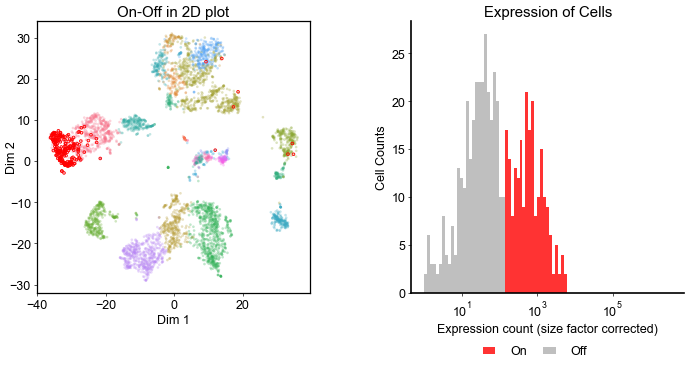 On-Off in 2D plot
30
20
10
0
−10
−20
−30
−40
−20
0
20
Dim 2
Dim 1
Expression of Cells
25
20
15
10
5
0
10^1
10^3
10^5
Cell Counts
Expression count (size factor corrected)
On
Off